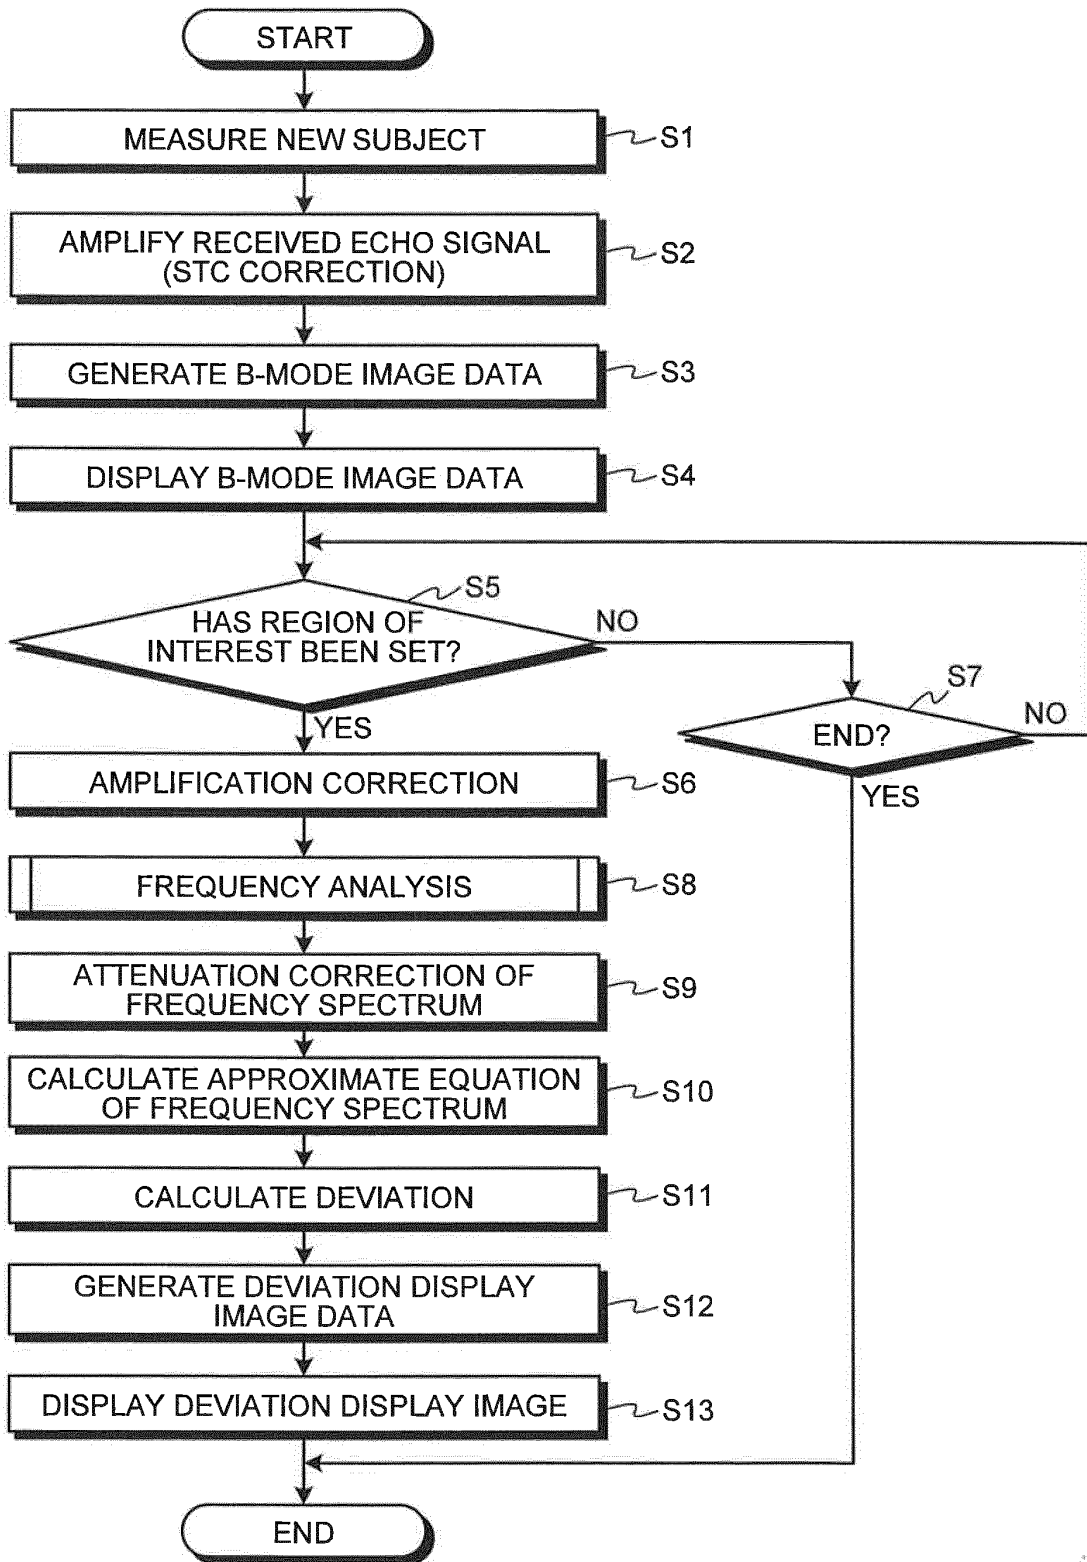 START
MEASURE NEW SUBJECT
S1
AMPLIFY RECEIVED ECHO SIGNAL
(STC CORRECTION)
S2
GENERATE B-MODE IMAGE DATA
S3
DISPLAY B-MODE IMAGE DATA
S4
S5
HAS REGION OF
INTEREST BEEN SET?
NO
YES
S7
END?
NO
YES
AMPLIFICATION CORRECTION
S6
FREQUENCY ANALYSIS
S8
ATTENUATION CORRECTION OF
FREQUENCY SPECTRUM
S9
CALCULATE APPROXIMATE EQUATION
OF FREQUENCY SPECTRUM
S10
CALCULATE DEVIATION
S11
GENERATE DEVIATION DISPLAY
IMAGE DATA
S12
DISPLAY DEVIATION DISPLAY IMAGE
S13
END